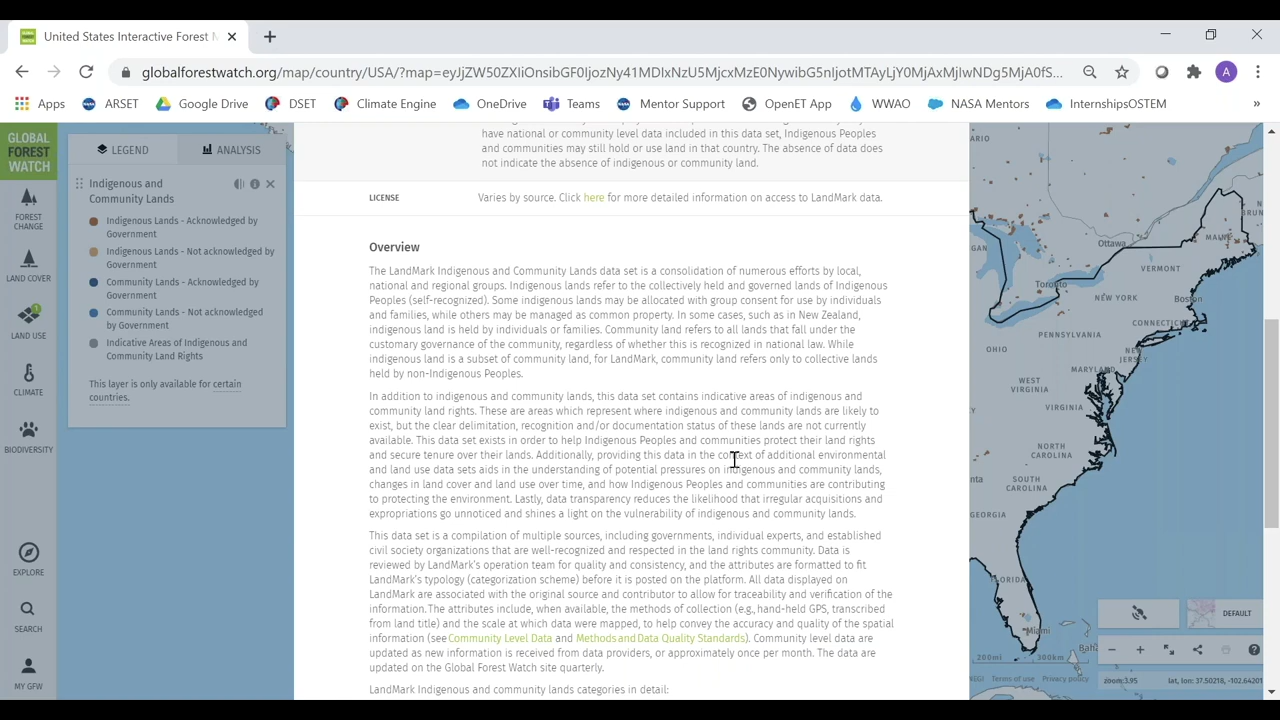 United States Interactive Forest M
globalforestwatch.org/map/country/USA/?map=eyJjZW50ZXIiOnsibGF0IjozNy41MDIxNzU5MjcxMzE0NywibG5nIjotMTAyLjY0MjAxMjIwNDg5MjA0fS...
Apps ARSET Google Drive DSET Climate Engine OneDrive Teams Mentor Support OpenET App WWAO NASA Mentors InternshipsOSTEM »
A
GLOBAL
FOREST
WATCH
FOREST
CHANGE
LAND COVER
1
LAND USE
CLIMATE
BIODIVERSITY
EXPLORE
SEARCH
MY GFW
LEGEND ANALYSIS
Indigenous and
Community Lands
Indigenous Lands - Acknowledged by
Government
Indigenous Lands - Not acknowledged by
Government
Community Lands - Acknowledged by
Government
Community Lands - Not acknowledged
by Government
Indicative Areas of Indigenous and
Community Land Rights
This layer is only available for certain
countries.
have national or community level data included in this data set, Indigenous Peoples
and communities may still hold or use land in that country. The absence of data does
not indicate the absence of indigenous or community land.
LICENSE Varies by source. Click here for more detailed information on access to LandMark data.
Overview
The LandMark Indigenous and Community Lands data set is a consolidation of numerous efforts by local,
national and regional groups. Indigenous lands refer to the collectively held and governed lands of Indigenous
Peoples (self-recognized). Some indigenous lands may be allocated with group consent for use by individuals
and families, while others may be managed as common property. In some cases, such as in New Zealand,
indigenous land is held by individuals or families. Community land refers to all lands that fall under the
customary governance of the community, regardless of whether this is recognized in national law. While
indigenous land is a subset of community land, for LandMark, community land refers only to collective lands
held by non-Indigenous Peoples.
In addition to indigenous and community lands, this data set contains indicative areas of indigenous and
community land rights. These are areas which represent where indigenous and community lands are likely to
exist, but the clear delimitation, recognition and/or documentation status of these lands are not currently
available. This data set exists in order to help Indigenous Peoples and communities protect their land rights
and secure tenure over their lands. Additionally, providing this data in the context of additional environmental
and land use data sets aids in the understanding of potential pressures on indigenous and community lands,
changes in land cover and land use over time, and how Indigenous Peoples and communities are contributing
to protecting the environment. Lastly, data transparency reduces the likelihood that irregular acquisitions and
expropriations go unnoticed and shines a light on the vulnerability of indigenous and community lands.
This data set is a compilation of multiple sources, including governments, individual experts, and established
civil society organizations that are well-recognized and respected in the land rights community. Data is
reviewed by LandMark's operation team for quality and consistency, and the attributes are formatted to fit
LandMark's typology (categorization scheme) before it is posted on the platform. All data displayed on
LandMark are associated with the original source and contributor to allow for traceability and verification of the
information.The attributes include, when available, the methods of collection (e.g., hand-held GPS, transcribed
from land title) and the scale at which data were mapped, to help convey the accuracy and quality of the spatial
information (see Community Level Data and Methods and Data Quality Standards). Community level data are
updated as new information is received from data providers, or approximately once per month. The data are
updated on the Global Forest Watch site quarterly.
LandMark Indigenous and community lands categories in detail:
ARIO
Ottawa
MAINE
BRUN
GAN
Toronto
VERMONT
NEW YORK
Boston
CONNECTICUT
PENNSYLVANIA
OHIO
NEW
JERSEY
MARYLAND
WEST
VIRGINIA
VIRGINIA
CY
NORTH
CAROLINA
nta
SOUTH
CAROLINA
GEORGIA
FLORIDA
Miami
Bah
DEFAULT
200mi 300km
KEGI Terms of use Privacy policy
zoom:3.95 lat, lon: 37.50218, -102.64201